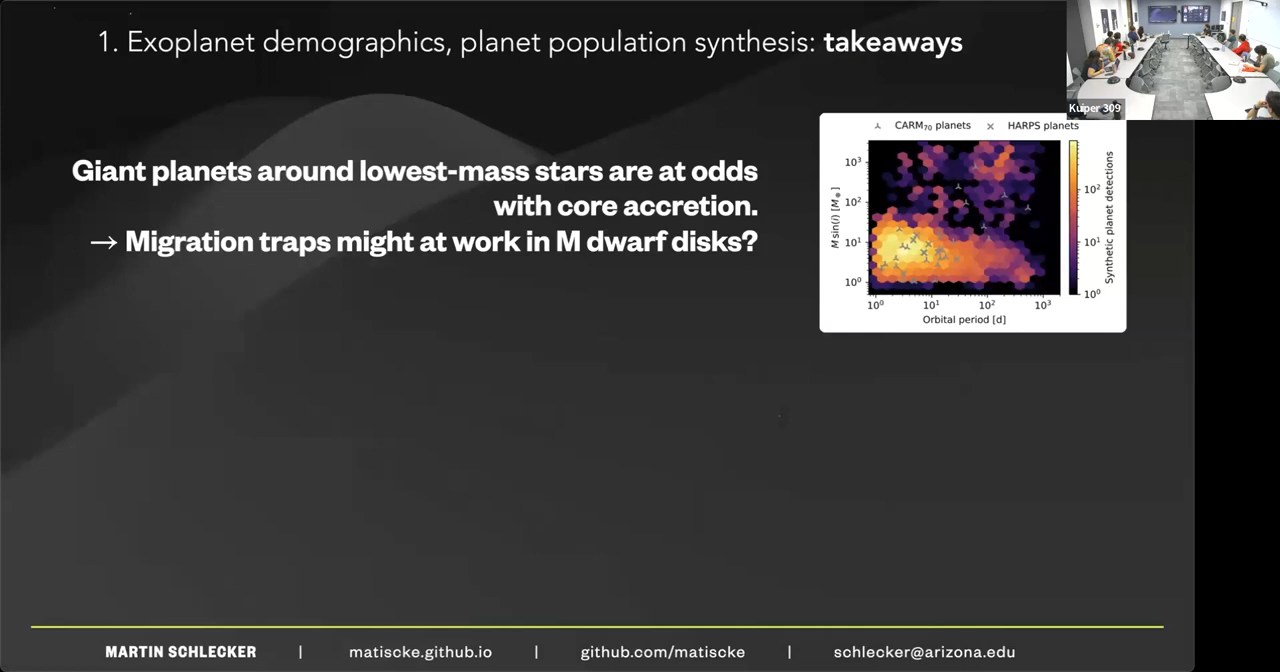 1. Exoplanet demographics, planet population synthesis: takeaways
Kuiper 309
Giant planets around lowest-mass stars are at odds
with core accretion.
→ Migration traps might at work in M dwarf disks?
CARM70 planets
HARPS planets
M sin(i) [M⊕]
10³
10²
10¹
10⁰
10⁰
10¹
10²
10³
Orbital period [d]
10²
10¹
10⁰
Synthetic planet detections
MARTIN SCHLECKER | matiscke.github.io | github.com/matiscke | schlecker@arizona.edu